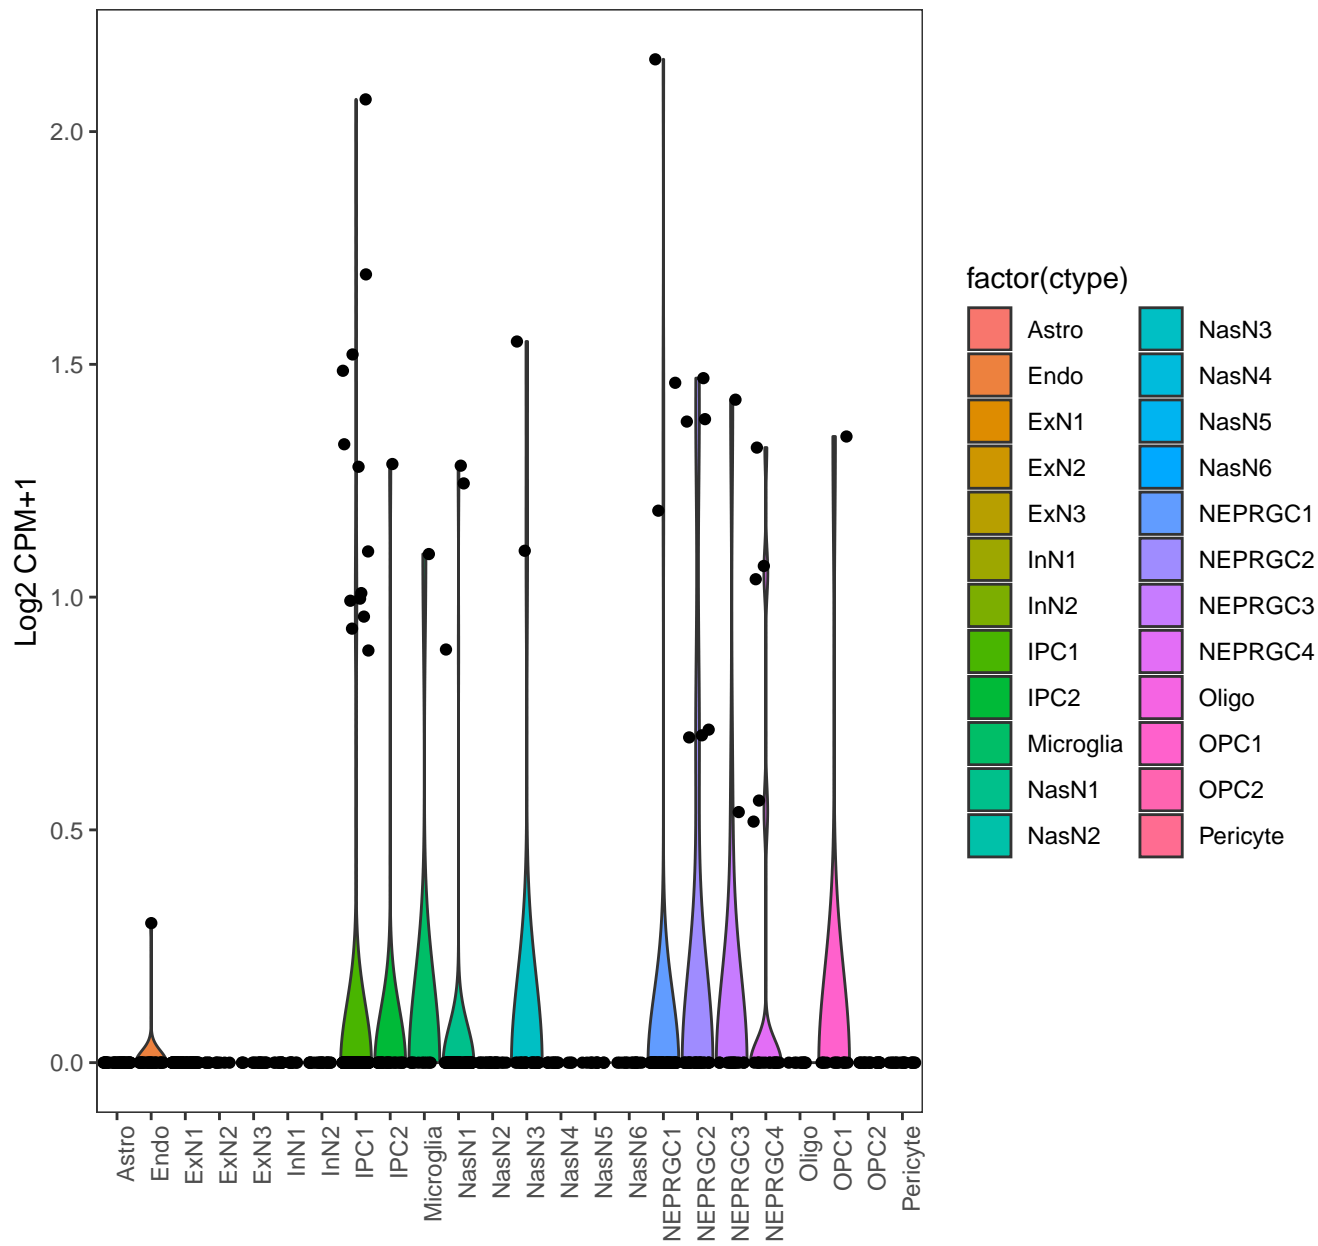 2.0
1.5
1.0
0.5
0.0
Log2 CPM+1
Astro
Endo
ExN1
ExN2
ExN3
InN1
InN2
IPC1
IPC2
Microglia
NasN1
NasN2
NasN3
NasN4
NasN5
NasN6
NEPRGC1
NEPRGC2
NEPRGC3
NEPRGC4
Oligo
OPC1
OPC2
Pericyte
factor(ctype)
Astro
Endo
ExN1
ExN2
ExN3
InN1
InN2
IPC1
IPC2
Microglia
NasN1
NasN2
NasN3
NasN4
NasN5
NasN6
NEPRGC1
NEPRGC2
NEPRGC3
NEPRGC4
Oligo
OPC1
OPC2
Pericyte